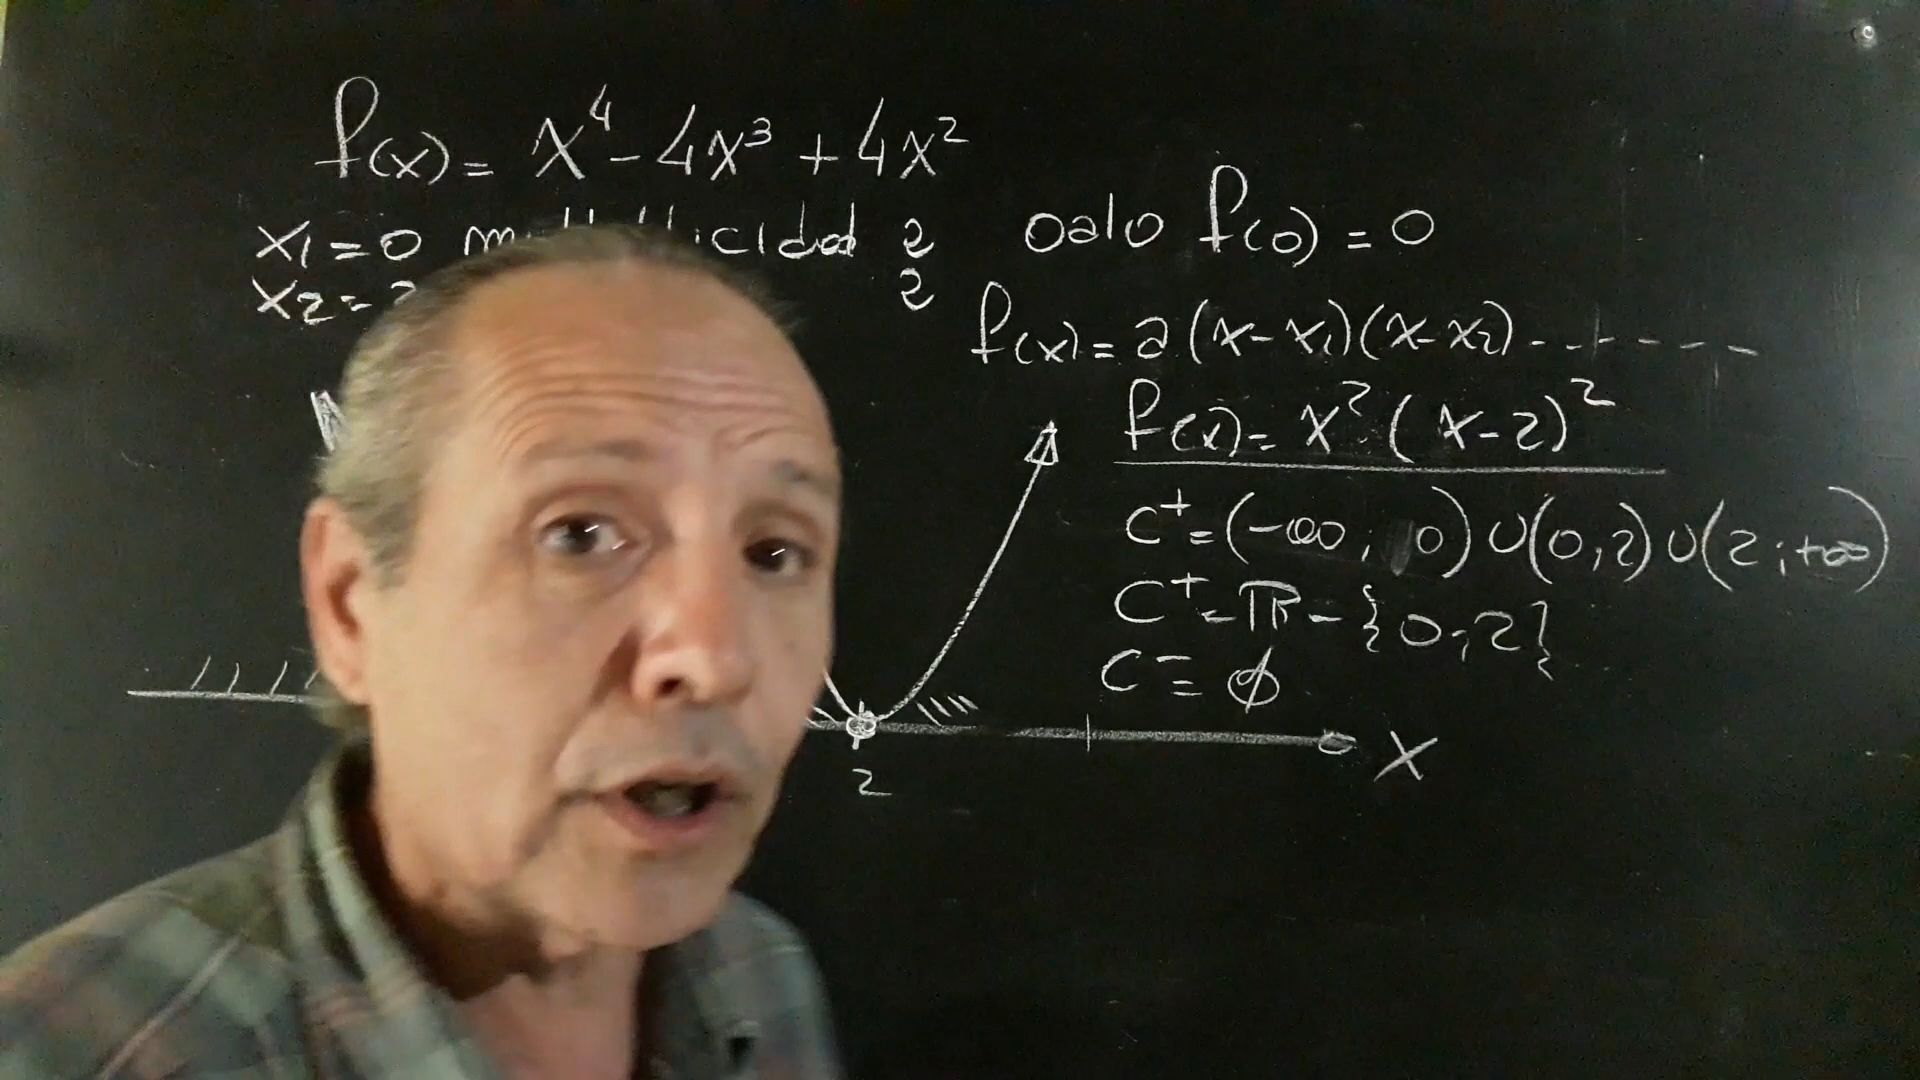 f(x) = x⁴ - 4x³ + 4x²
x1 = 0 2
x2 = 2
oalo f(0) = 0
f(x) = a (x - x1)(x - x2) - - + - - - -
f(x) = x² (x - 2)²
C⁺ = (-∞ ; 0) ∪ (0,2) ∪ (2 ; +∞)
C⁺ = ℝ - {0,2}
C⁻ = ∅
2
X